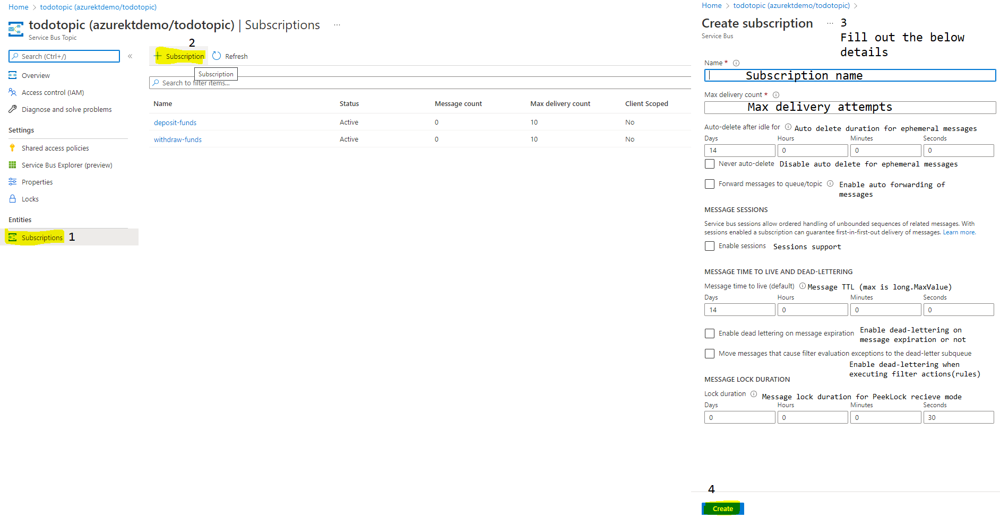 Home > todotopic (azurektdemo/todotopic)
todotopic (azurektdemo/todotopic) | Subscriptions ...
Service Bus Topic
Search (Ctrl+/)
«
Overview
Access control (IAM)
Diagnose and solve problems
Settings
Shared access policies
Service Bus Explorer (preview)
Properties
Locks
Entities
Subscriptions 1
2
+ Subscription Refresh
Subscription
Search to filter items...
Name Status Message count Max delivery count Client Scoped
deposit-funds Active 0 10 No
withdraw-funds Active 0 10 No
Home > todotopic (azurektdemo/todotopic) >
Create subscription ... 3
Service Bus
Fill out the below
details
Name *
Subscription name
Max delivery count *
Max delivery attempts
Auto-delete after idle for Auto delete duration for ephemeral messages
Days Hours Minutes Seconds
14 0 0 0
Never auto-delete Disable auto delete for ephemeral messages
Forward messages to queue/topic Enable auto forwarding of
messages
MESSAGE SESSIONS
Service bus sessions allow ordered handling of unbounded sequences of related messages. With
sessions enabled a subscription can guarantee first-in-first-out delivery of messages. Learn more.
Enable sessions Sessions support
MESSAGE TIME TO LIVE AND DEAD-LETTERING
Message time to live (default) Message TTL (max is long.MaxValue)
Days Hours Minutes Seconds
14 0 0 0
Enable dead lettering on message expiration Enable dead-lettering on
message expiration or not
Move messages that cause filter evaluation exceptions to the dead-letter subqueue
Enable dead-lettering when
executing filter actions(rules)
MESSAGE LOCK DURATION
Lock duration Message lock duration for PeekLock recieve mode
Days Hours Minutes Seconds
0 0 0 30
4
Create